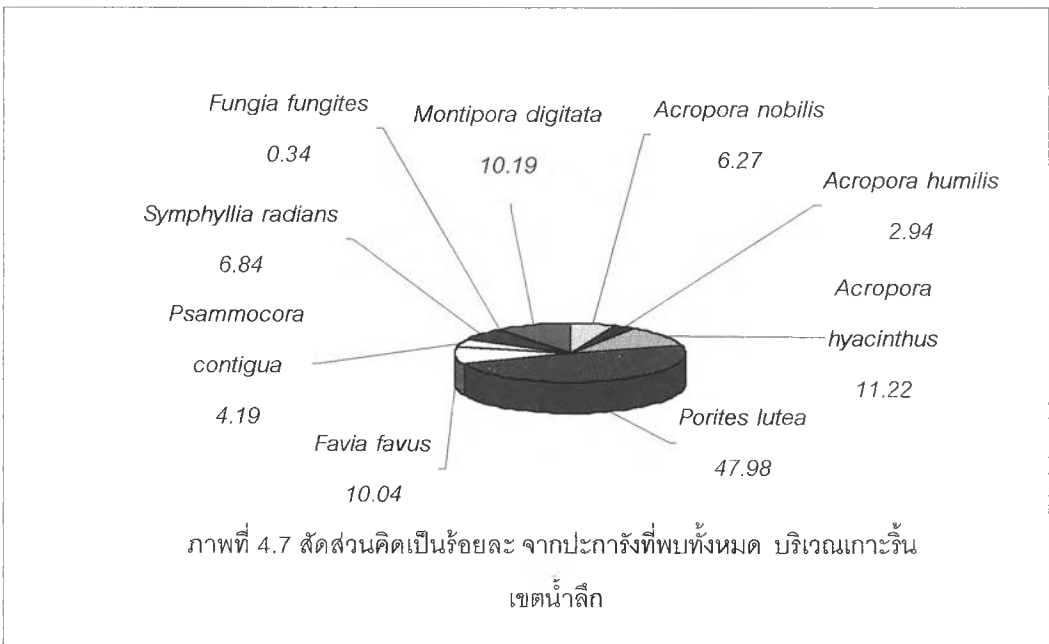 Fungia fungites
0.34
Montipora digitata
10.19
Acropora nobilis
6.27
Acropora humilis
2.94
Symphyllia radians
6.84
Acropora
hyacinthus
11.22
Psammocora
contigua
4.19
Porites lutea
47.98
Favia favus
10.04
ภาพที่ 4.7 สัดส่วนคิดเป็นร้อยละ จากปะการังที่พบทั้งหมด บริเวณเกาะริ้น
เขตน้ำลึก